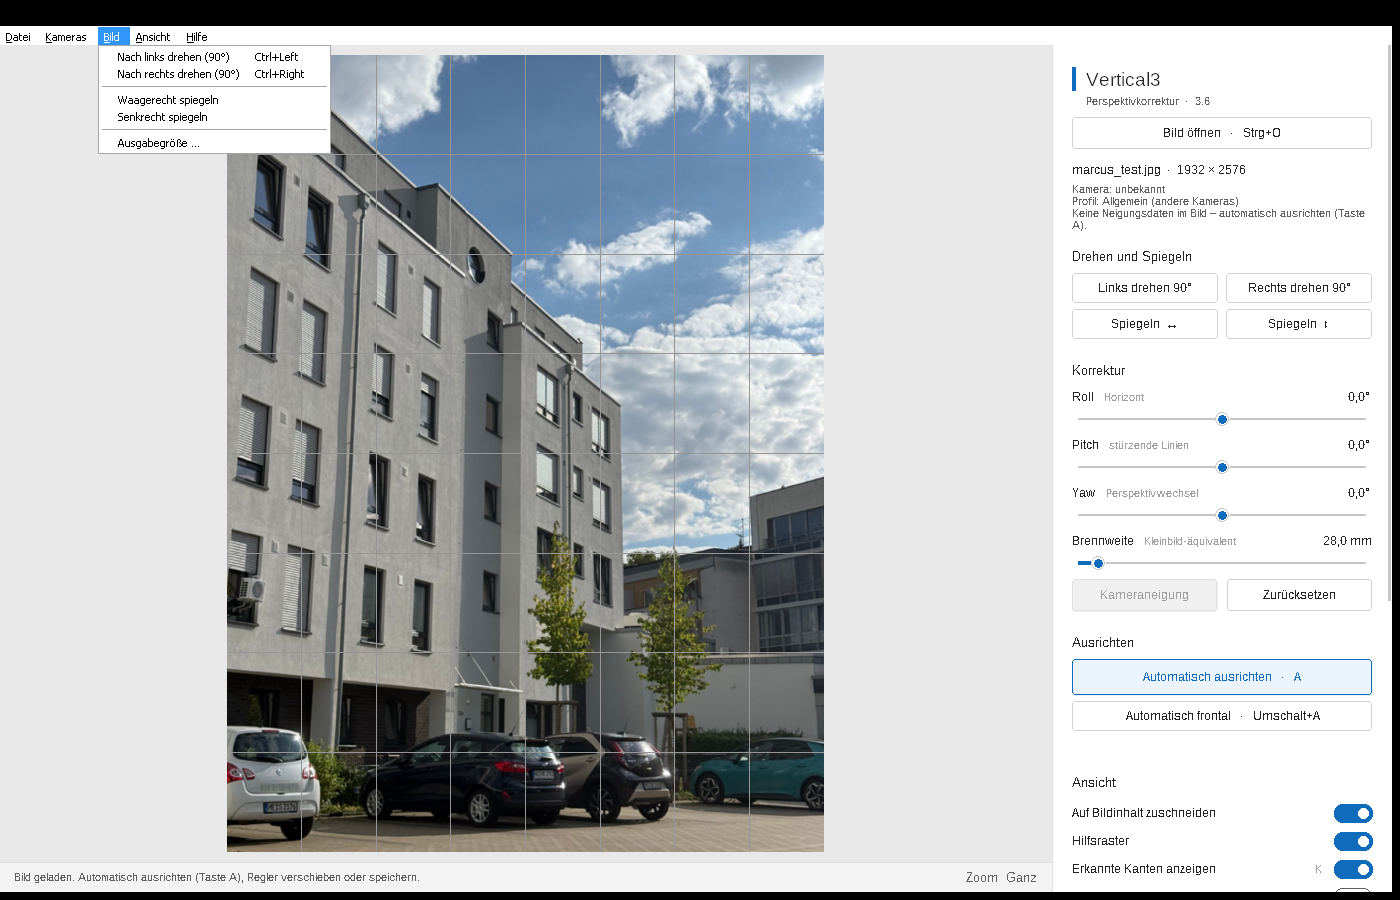 Datei Kameras Bild Ansicht Hilfe
Nach links drehen (90°) Ctrl+Left
Nach rechts drehen (90°) Ctrl+Right
Waagerecht spiegeln
Senkrecht spiegeln
Ausgabegröße ...
Vertical3
Perspektivkorrektur · 3.6
Bild öffnen · Strg+O
marcus_test.jpg · 1932 × 2576
Kamera: unbekannt
Profil: Allgemein (andere Kameras)
Keine Neigungsdaten im Bild – automatisch ausrichten (Taste
A).
Drehen und Spiegeln
Links drehen 90° Rechts drehen 90°
Spiegeln ↔ Spiegeln ↕
Korrektur
Roll Horizont 0,0°
Pitch stürzende Linien 0,0°
Yaw Perspektivwechsel 0,0°
Brennweite Kleinbild-äquivalent 28,0 mm
Kameraneigung Zurücksetzen
Ausrichten
Automatisch ausrichten · A
Automatisch frontal · Umschalt+A
Ansicht
Auf Bildinhalt zuschneiden
Hilfsraster
Erkannte Kanten anzeigen K
Bild geladen. Automatisch ausrichten (Taste A), Regler verschieben oder speichern.
Zoom Ganz